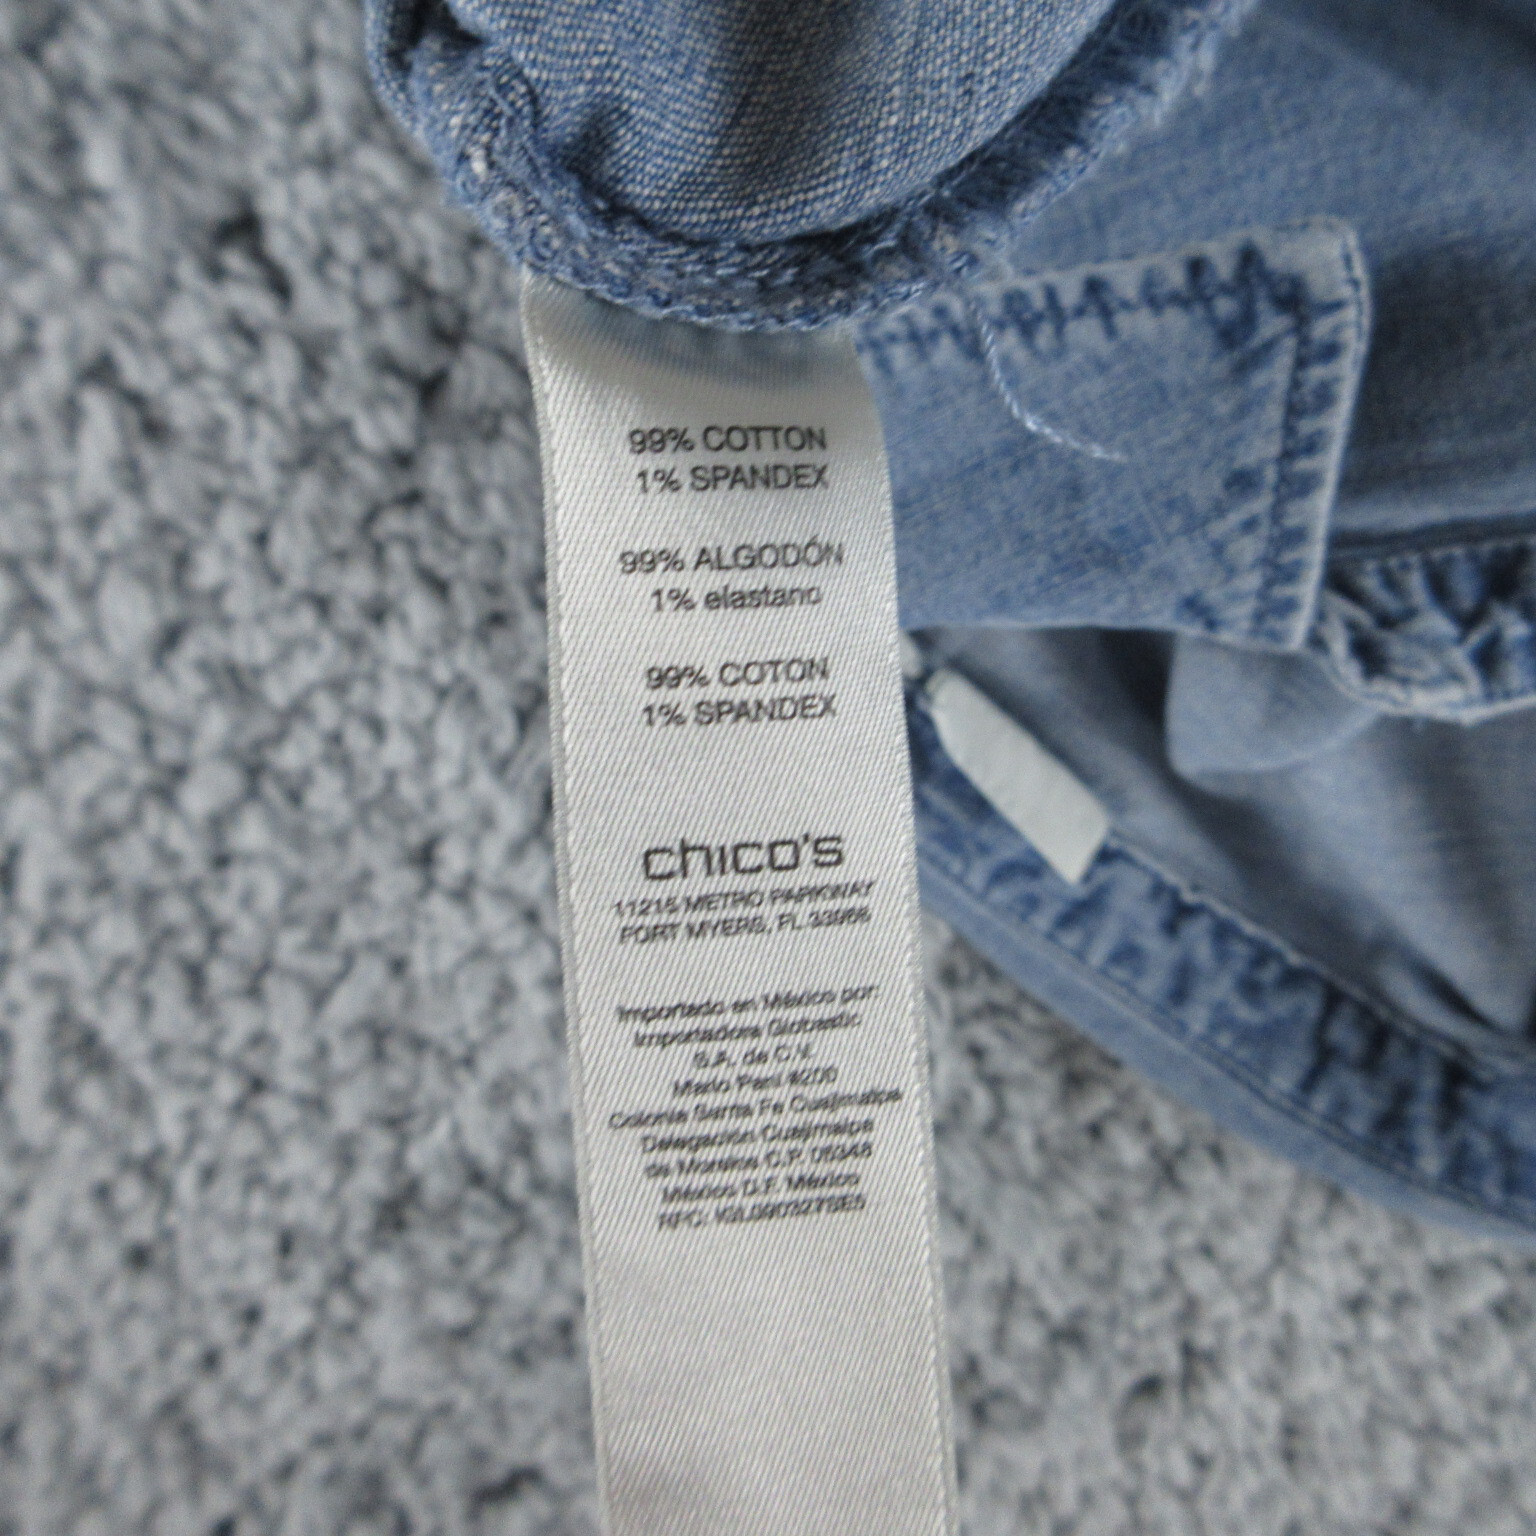 99% COTTON
1% SPANDEX
99% ALGODÓN
1% elastano
99% COTON
1% SPANDEX
chico's
11215 METRO PARKWAY
FORT MYERS, FL 33966
Importado en México por:
Importadora Globastic
S.A. de C.V.
Mario Pani #200
Colonia Santa Fe Cuajimalpa
Delegación Cuajimalpa
de Morelos C.P. 05348
México D.F. México
RFC: